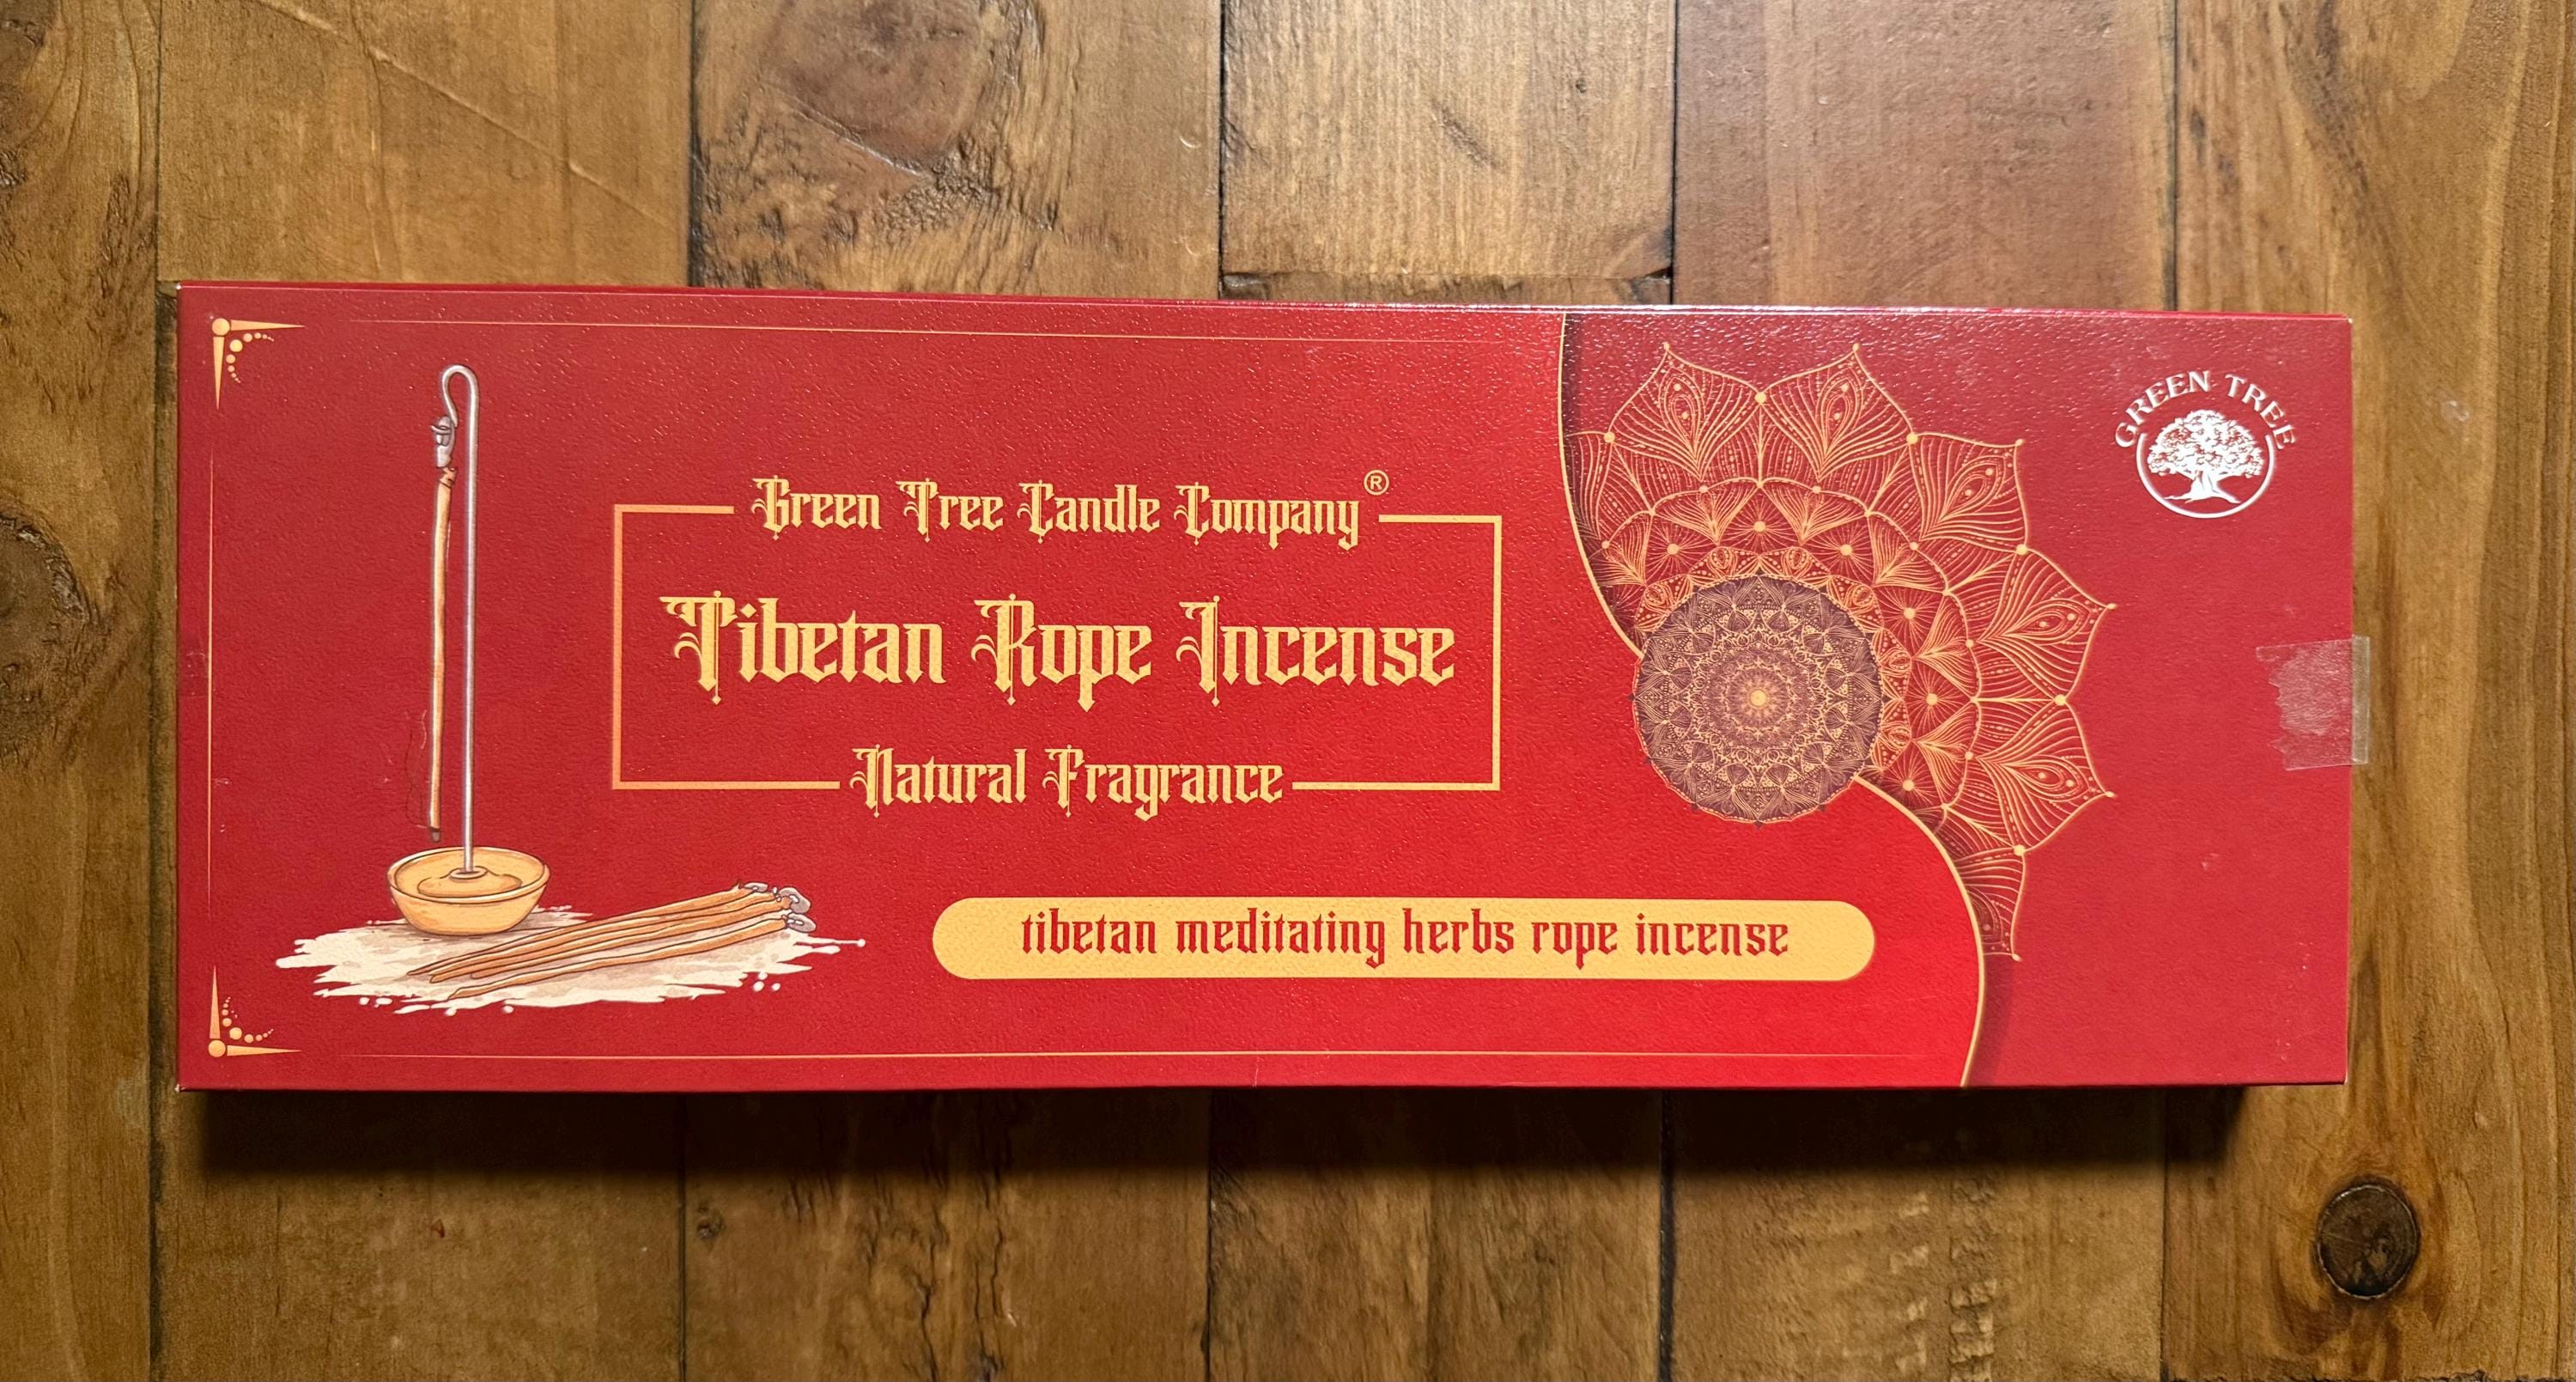 Green Tree Candle Company®
Tibetan Rope Incense
Natural Fragrance
tibetan meditating herbs rope incense
GREEN TREE